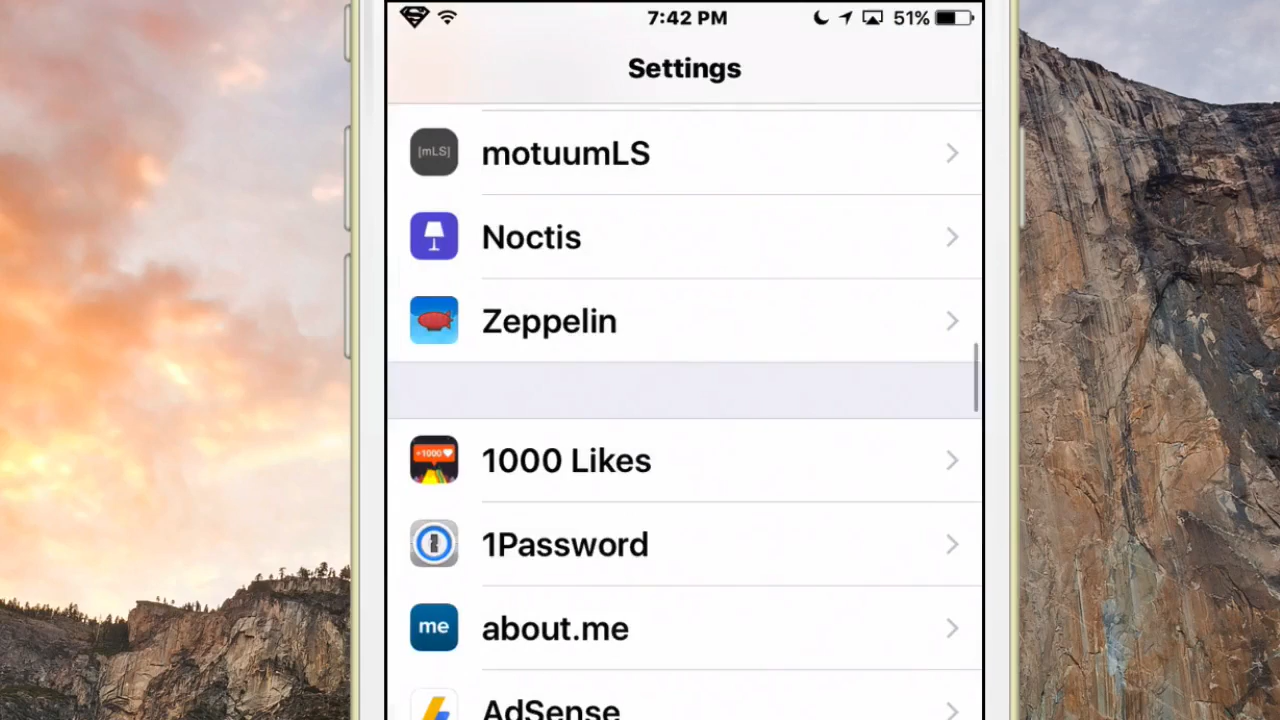 7:42 PM
51%
Settings
[mLS]
motuumLS
Noctis
Zeppelin
+1000
1000 Likes
1Password
me
about.me
AdSense